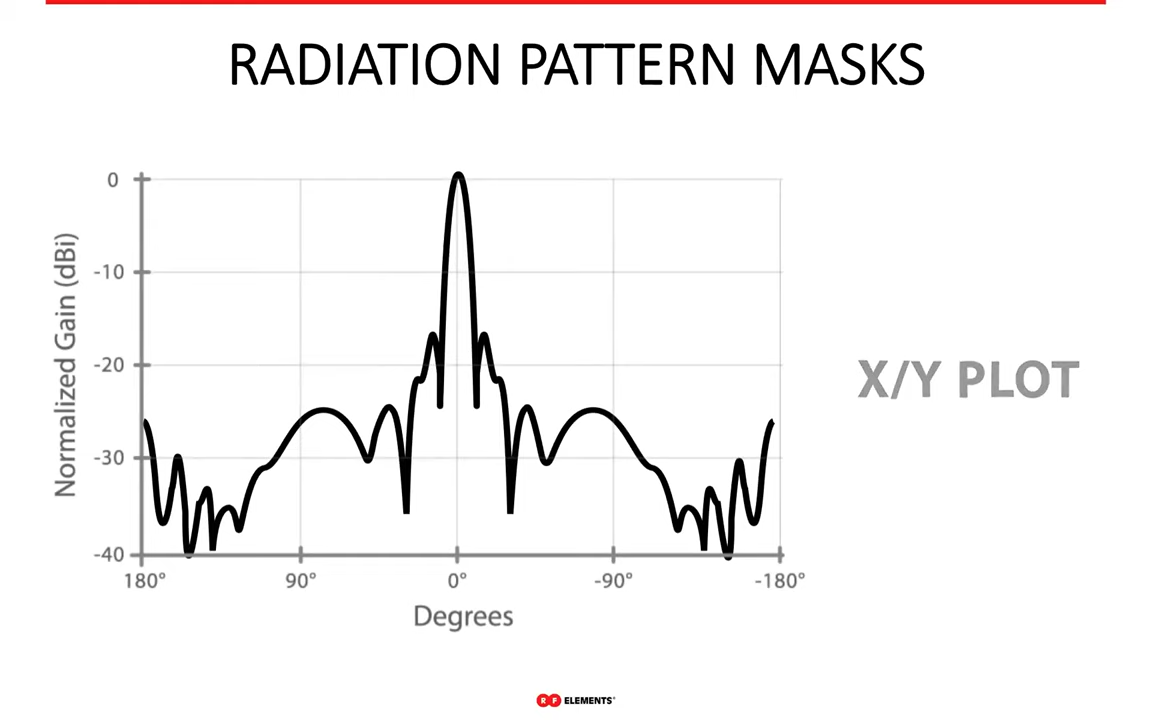 RADIATION PATTERN MASKS
0
-10
-20
-30
-40
Normalized Gain (dBi)
180° 90° 0° -90° -180°
Degrees
X/Y PLOT
RF ELEMENTS